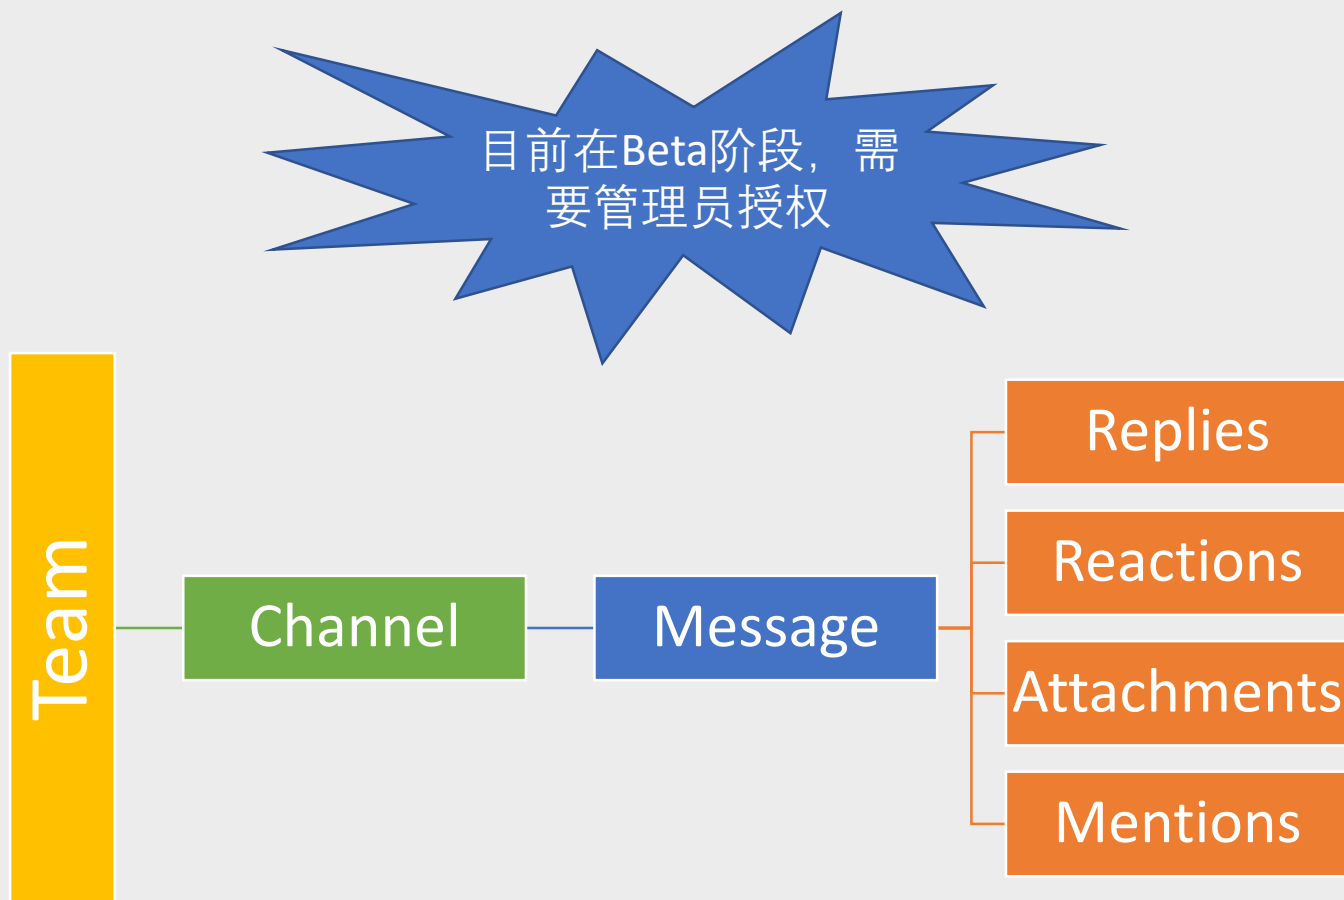 目前在Beta阶段，需
要管理员授权
Team
Channel
Message
Replies
Reactions
Attachments
Mentions